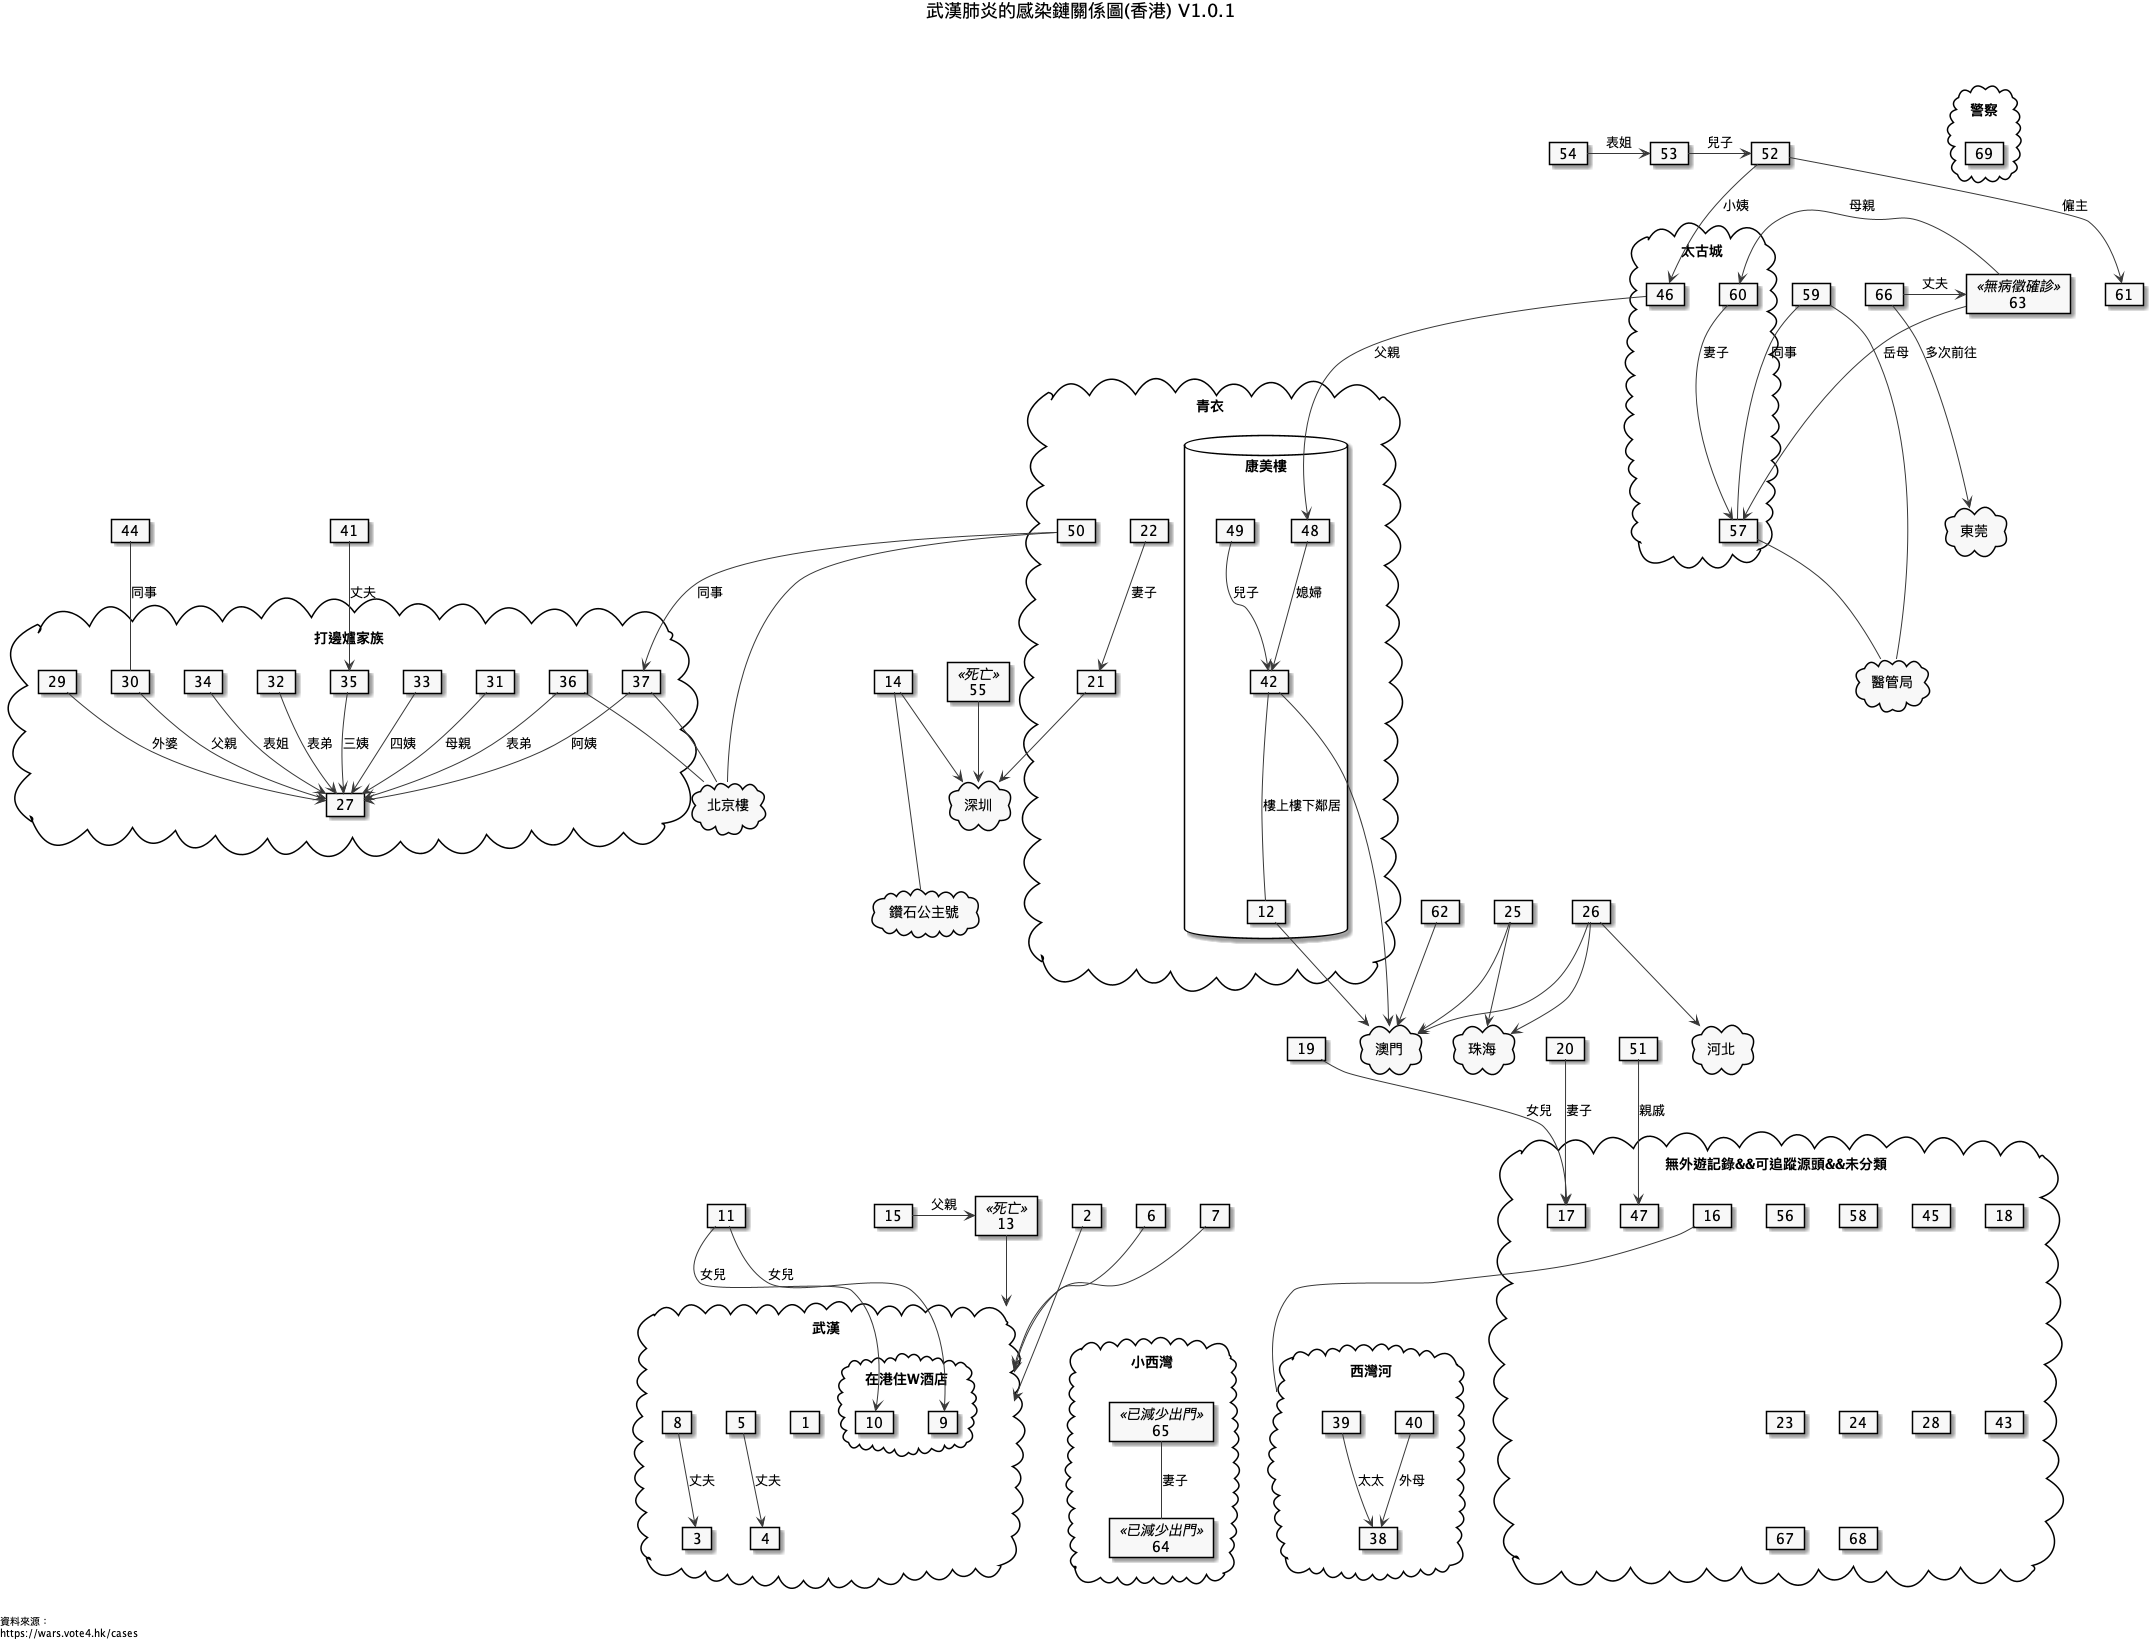 武漢肺炎的感染鏈關係圖(香港) V1.0.1
警察
54
表姐
53
兒子
52
69
小姨
母親
僱主
太古城
46
60
59
66
丈夫
«無病徵確診»
63
61
父親
妻子
同事
岳母
多次前往
青衣
康美樓
44
41
50
22
49
48
57
東莞
同事
丈夫
同事
妻子
兒子
媳婦
打邊爐家族
29
30
34
32
35
33
31
36
37
14
«死亡»
55
21
42
醫管局
外婆
父親
表姐
表弟
三姨
四姨
母親
表弟
阿姨
27
北京樓
深圳
樓上樓下鄰居
鑽石公主號
12
62
25
26
19
澳門
珠海
20
51
河北
女兒
妻子
親戚
無外遊記錄&&可追蹤源頭&&未分類
11
15
父親
«死亡»
13
2
6
7
17
47
16
56
58
45
18
女兒
女兒
武漢
在港住W酒店
小西灣
西灣河
8
5
1
10
9
«已減少出門»
65
39
40
23
24
28
43
丈夫
丈夫
妻子
太太
外母
3
4
«已減少出門»
64
38
67
68
資料來源：
https://wars.vote4.hk/cases